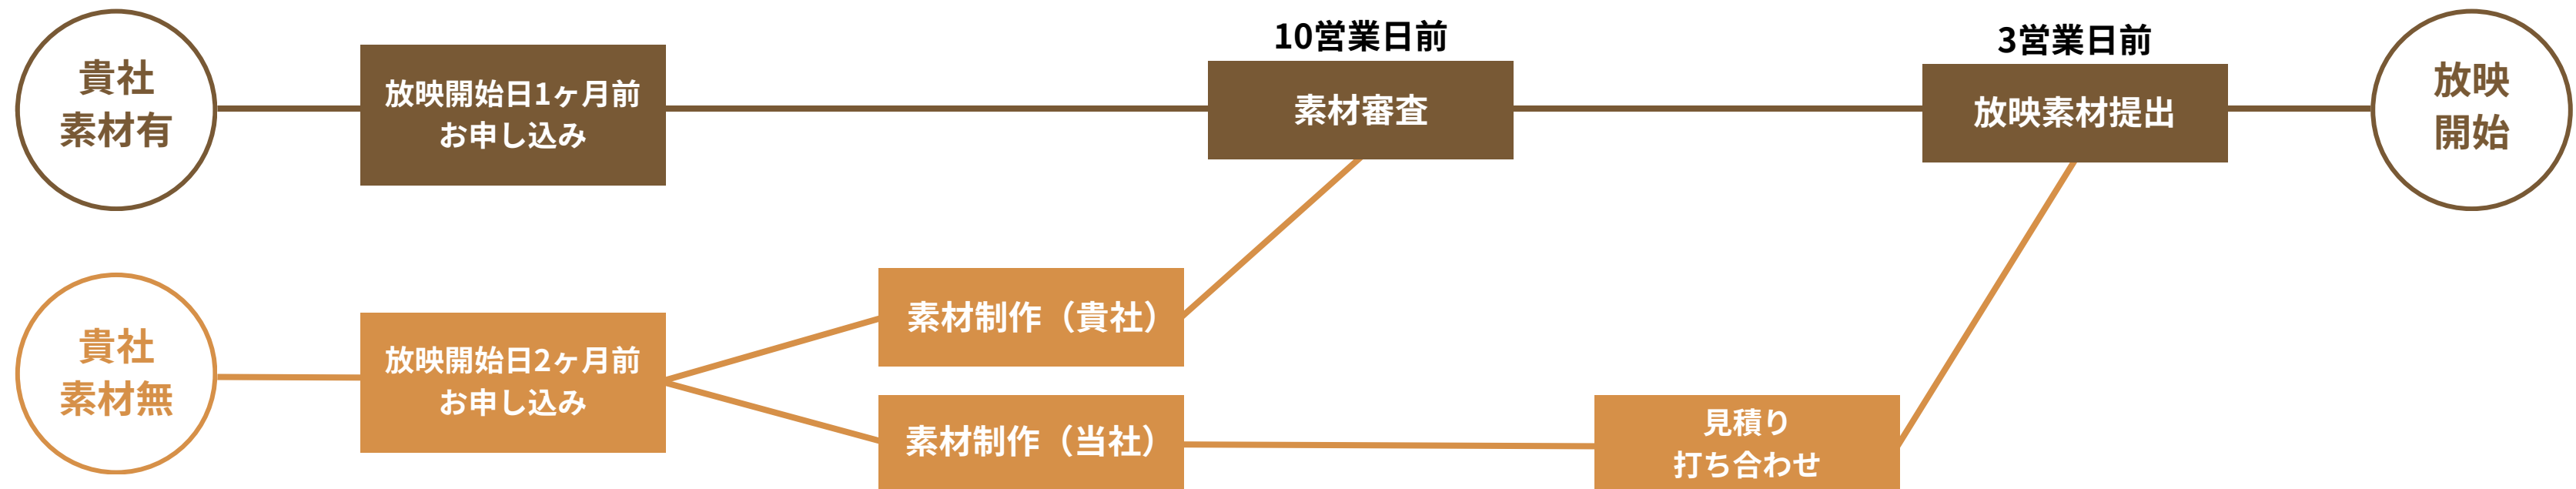 貴社
素材有
放映開始日1ヶ月前
お申し込み
10営業日前
素材審査
3営業日前
放映素材提出
放映
開始
貴社
素材無
放映開始日2ヶ月前
お申し込み
素材制作（貴社）
素材制作（当社）
見積り
打ち合わせ